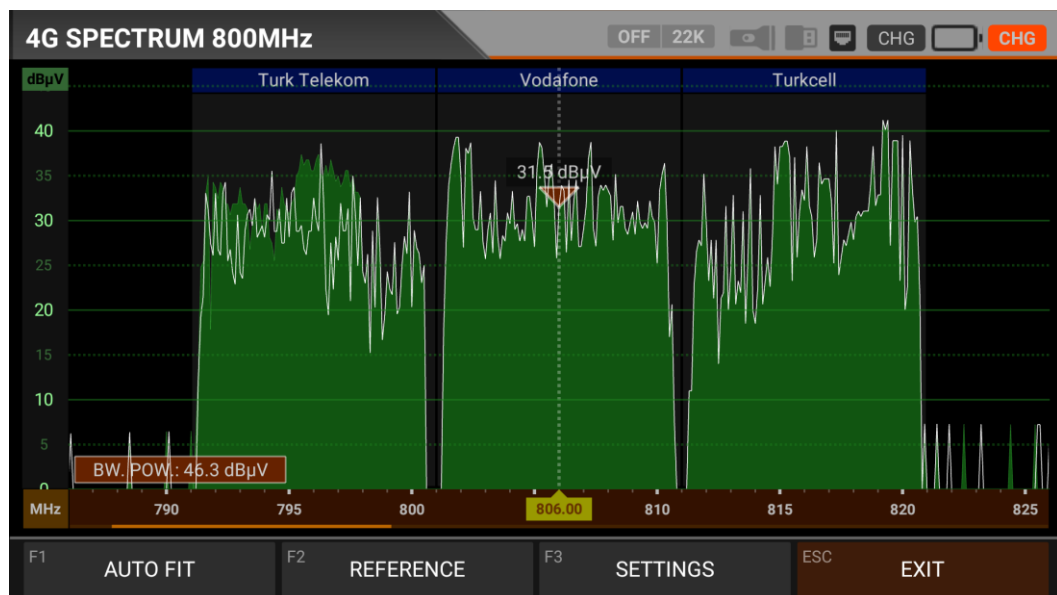 4G SPECTRUM 800MHz
OFF 22K CHG CHG
dBµV
Turk Telekom Vodafone Turkcell
40
35
31.5 dBµV
30
25
20
15
10
5
BW. POW.: 46.3 dBµV
0
MHz 790 795 800 806.00 810 815 820 825
F1 AUTO FIT F2 REFERENCE F3 SETTINGS ESC EXIT